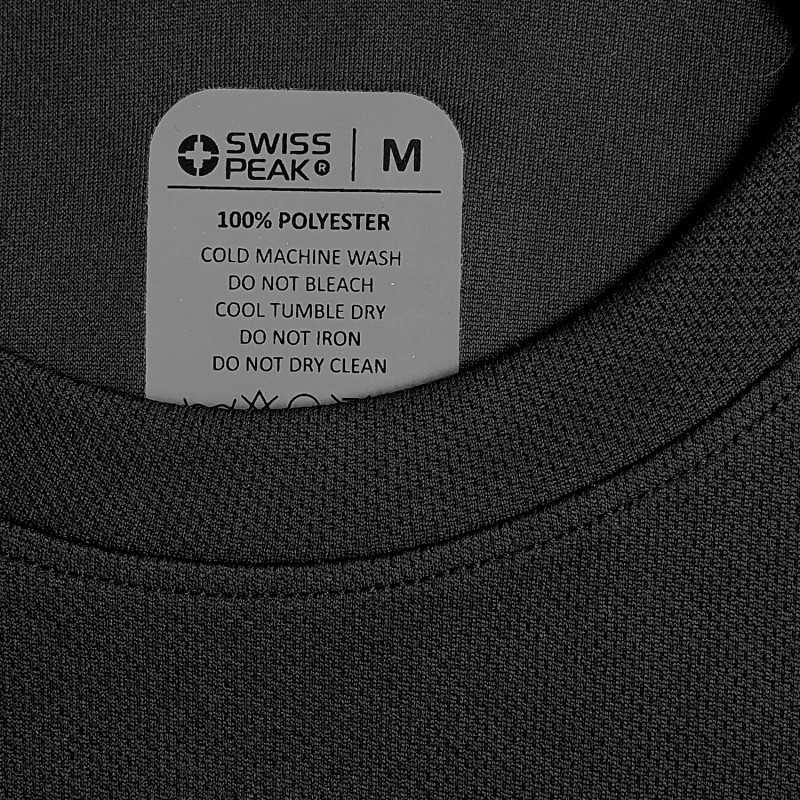 SWISS
PEAK® | M
100% POLYESTER
COLD MACHINE WASH
DO NOT BLEACH
COOL TUMBLE DRY
DO NOT IRON
DO NOT DRY CLEAN